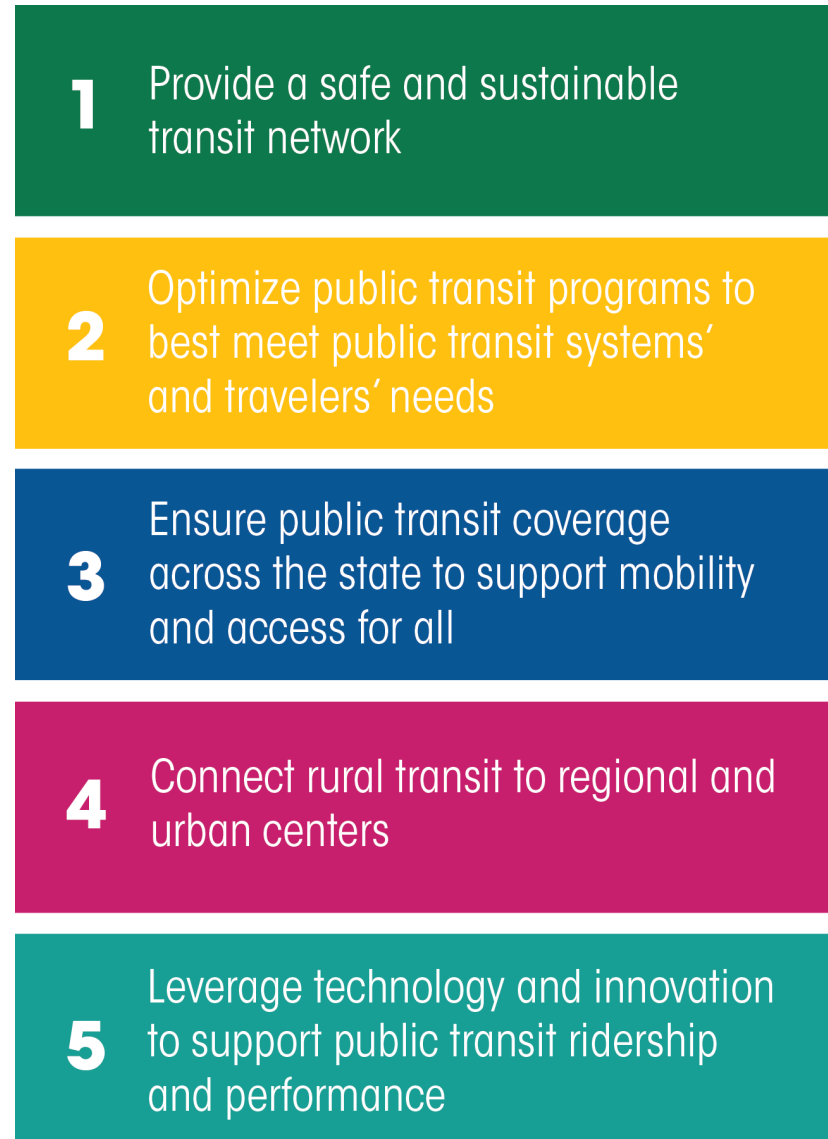 1
Provide a safe and sustainable
transit network
2
Optimize public transit programs to
best meet public transit systems’
and travelers’ needs
3
Ensure public transit coverage
across the state to support mobility
and access for all
4
Connect rural transit to regional and
urban centers
5
Leverage technology and innovation
to support public transit ridership
and performance